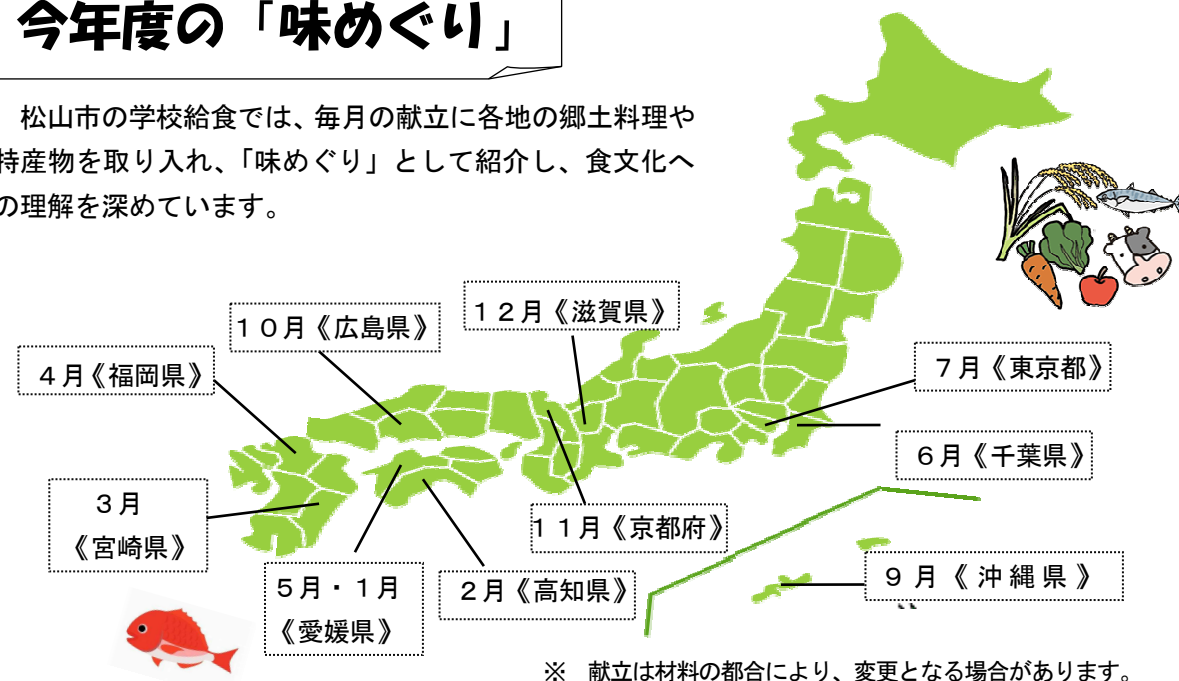 今年度の「味めぐり」
松山市の学校給食では、毎月の献立に各地の郷土料理や
特産物を取り入れ、「味めぐり」として紹介し、食文化へ
の理解を深めています。
１２月《滋賀県》
１０月《広島県》
４月《福岡県》
７月《東京都》
６月《千葉県》
３月
《宮崎県》
１１月《京都府》
９月《沖縄県》
５月・１月
《愛媛県》
２月《高知県》
※　献立は材料の都合により、変更となる場合があります。